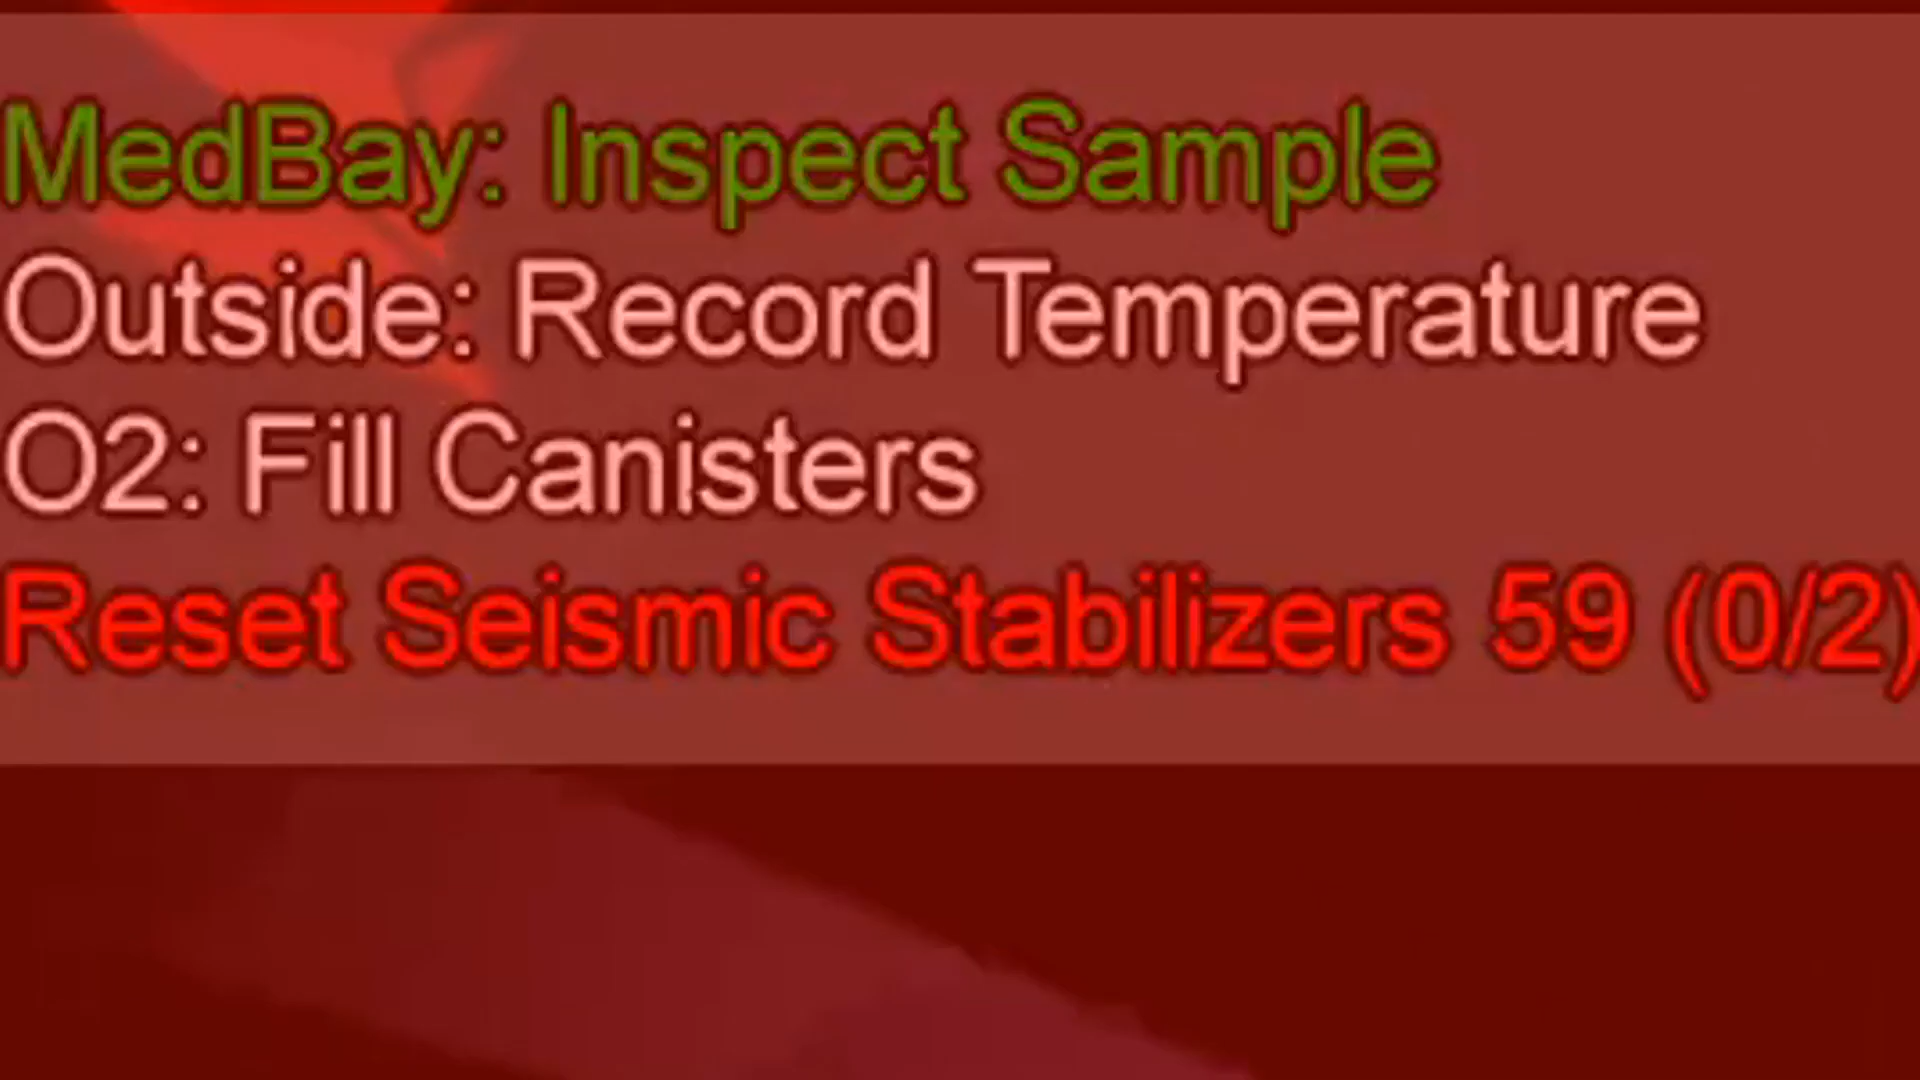 MedBay: Inspect Sample
Outside: Record Temperature
O2: Fill Canisters
Reset Seismic Stabilizers 59 (0/2)